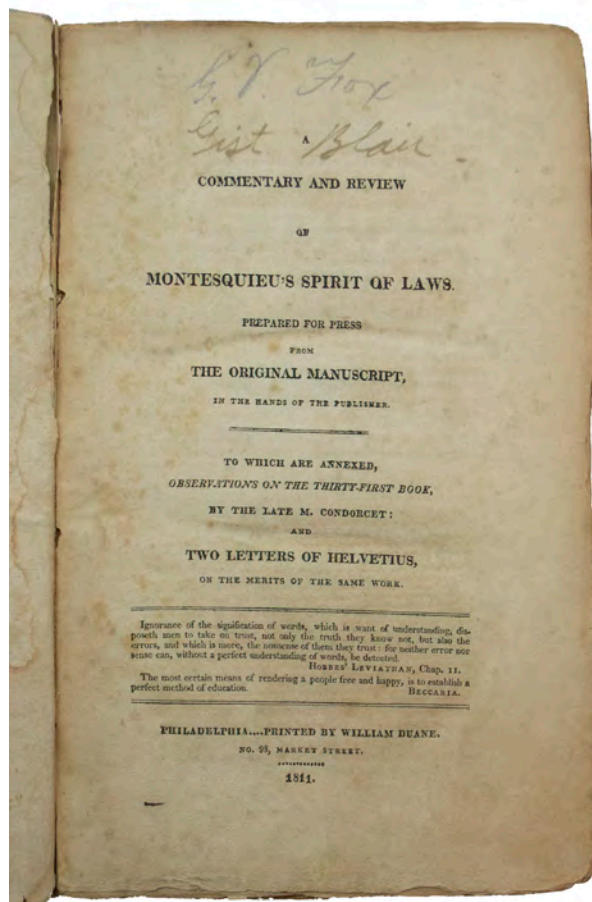 G. V. Fox
Gist Blair
A
COMMENTARY AND REVIEW
OF
MONTESQUIEU'S SPIRIT OF LAWS.
PREPARED FOR PRESS
FROM
THE ORIGINAL MANUSCRIPT,
IN THE HANDS OF THE PUBLISHER.
TO WHICH ARE ANNEXED,
OBSERVATIONS ON THE THIRTY-FIRST BOOK,
BY THE LATE M. CONDORCET:
AND
TWO LETTERS OF HELVETIUS,
ON THE MERITS OF THE SAME WORK.
Ignorance of the signification of words, which is want of understanding, dis-
poseth men to take on trust, not only the truth they know not, but also the
errors, and which is more, the nonsense of them they trust: for neither error nor
sense can, without a perfect understanding of words, be detected.
HOBBES' LEVIATHAN, Chap. 11.
The most certain means of rendering a people free and happy, is to establish a
perfect method of education. BECCARIA.
PHILADELPHIA....PRINTED BY WILLIAM DUANE.
NO. 98, MARKET STREET.
1811.